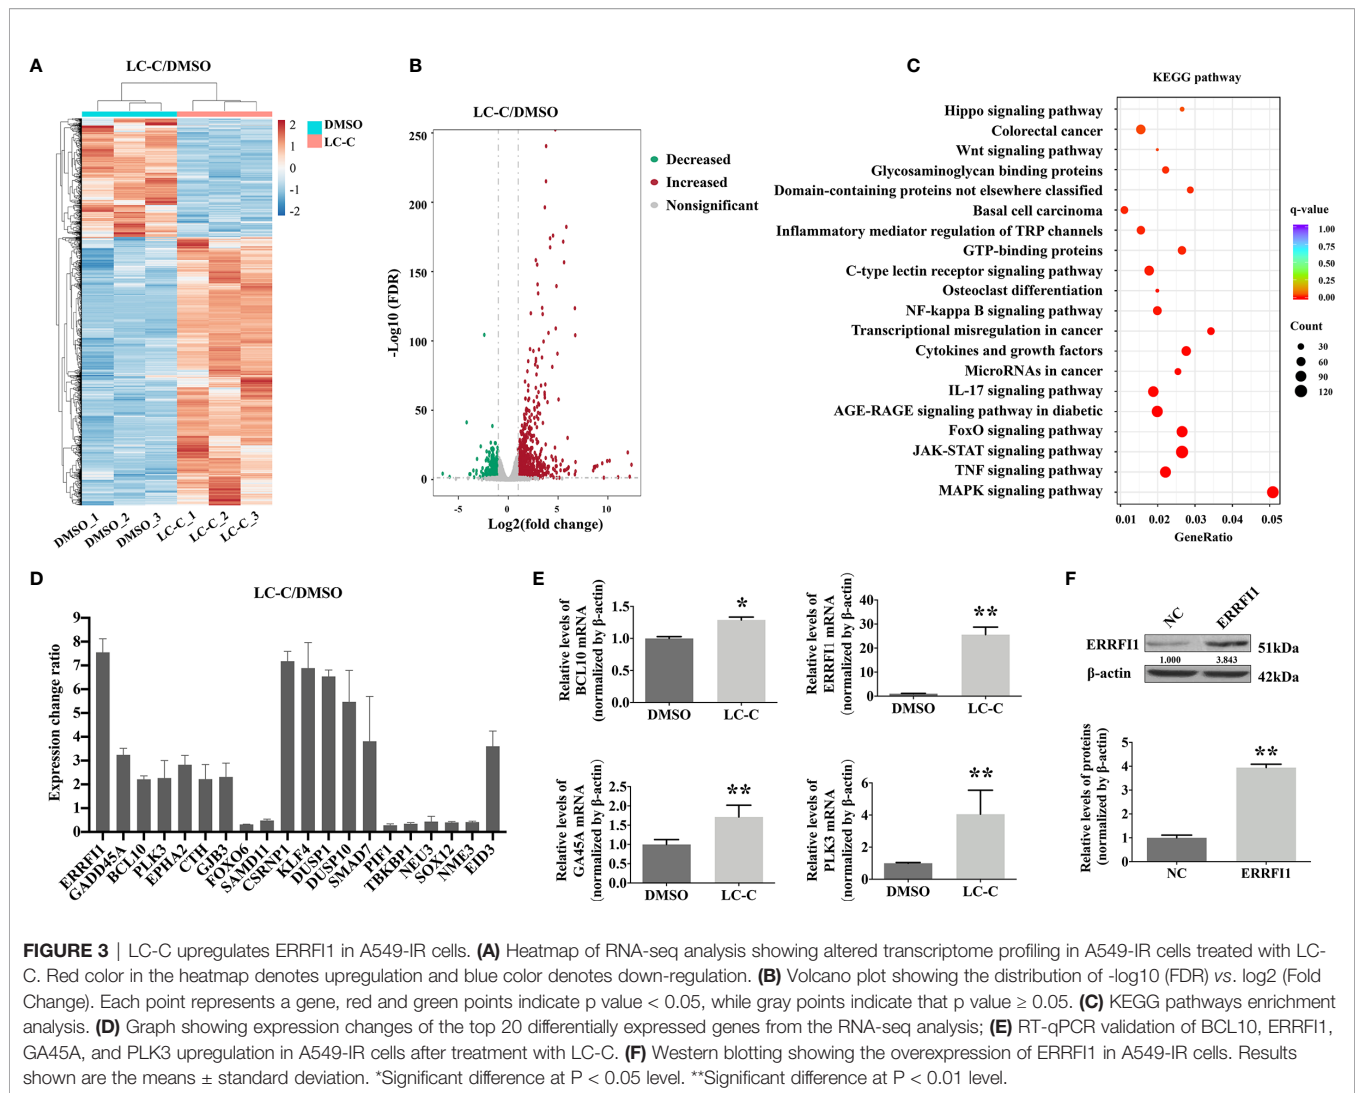 A
LC-C/DMSO
2
1
0
-1
-2
DMSO
LC-C
DMSO_1
DMSO_2
DMSO_3
LC-C_1
LC-C_2
LC-C_3
B
LC-C/DMSO
250
200
150
100
50
0
-Log10 (FDR)
-5
0
5
10
Log2(fold change)
Decreased
Increased
Nonsignificant
C
KEGG pathway
Hippo signaling pathway
Colorectal cancer
Wnt signaling pathway
Glycosaminoglycan binding proteins
Domain-containing proteins not elsewhere classified
Basal cell carcinoma
Inflammatory mediator regulation of TRP channels
GTP-binding proteins
C-type lectin receptor signaling pathway
Osteoclast differentiation
NF-kappa B signaling pathway
Transcriptional misregulation in cancer
Cytokines and growth factors
MicroRNAs in cancer
IL-17 signaling pathway
AGE-RAGE signaling pathway in diabetic
FoxO signaling pathway
JAK-STAT signaling pathway
TNF signaling pathway
MAPK signaling pathway
0.01
0.02
0.03
0.04
0.05
GeneRatio
q-value
1.00
0.75
0.50
0.25
0.00
Count
30
60
90
120
D
LC-C/DMSO
Expression change ratio
9
8
7
6
5
4
3
2
1
0
ERRFI1
GADD45A
BCL10
PLK3
EPHA2
CTH
GJB3
FOXO6
SAMD11
CSRNP1
KLF4
DUSP1
DUSP10
SMAD7
PIF1
TBKBP1
NEU3
SOX12
NME3
EID3
E
Relative levels of
BCL10 mRNA
(normalized by β-actin)
1.5
1.0
0.5
0.0
*
DMSO
LC-C
Relative levels of
ERRFI1 mRNA
(normalized by β-actin)
40
30
20
10
0
**
DMSO
LC-C
Relative levels of
GA45A mRNA
(normalized by β-actin)
2.5
2.0
1.5
1.0
0.5
0.0
**
DMSO
LC-C
Relative levels of
PLK3 mRNA
(normalized by β-actin)
6
4
2
0
**
DMSO
LC-C
F
NC
ERRFI1
ERRFI1
51kDa
1.000
3.843
β-actin
42kDa
Relative levels of proteins
(normalized by β-actin)
5
4
3
2
1
0
**
NC
ERRFI1
FIGURE 3 | LC-C upregulates ERRFI1 in A549-IR cells. (A) Heatmap of RNA-seq analysis showing altered transcriptome profiling in A549-IR cells treated with LC-
C. Red color in the heatmap denotes upregulation and blue color denotes down-regulation. (B) Volcano plot showing the distribution of -log10 (FDR) vs. log2 (Fold
Change). Each point represents a gene, red and green points indicate p value < 0.05, while gray points indicate that p value ≥ 0.05. (C) KEGG pathways enrichment
analysis. (D) Graph showing expression changes of the top 20 differentially expressed genes from the RNA-seq analysis; (E) RT-qPCR validation of BCL10, ERRFI1,
GA45A, and PLK3 upregulation in A549-IR cells after treatment with LC-C. (F) Western blotting showing the overexpression of ERRFI1 in A549-IR cells. Results
shown are the means ± standard deviation. *Significant difference at P < 0.05 level. **Significant difference at P < 0.01 level.